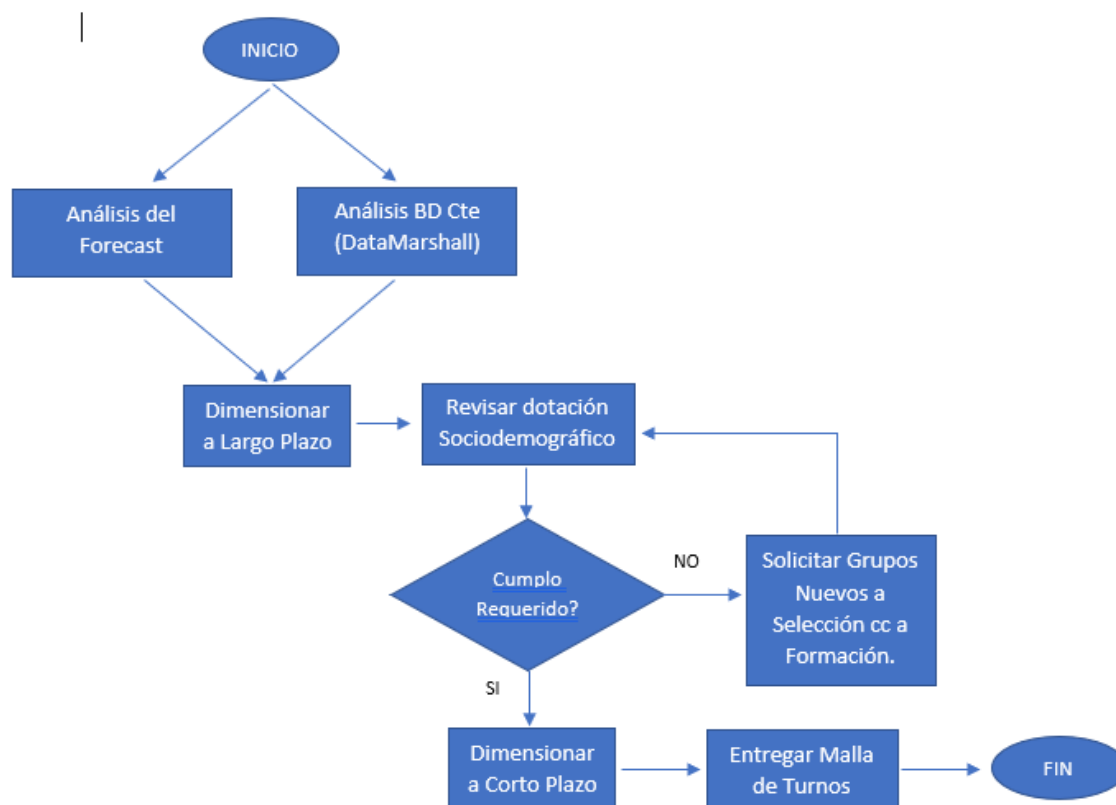 INICIO
Análisis del
Forecast
Análisis BD Cte
(DataMarshall)
Dimensionar
a Largo Plazo
Revisar dotación
Sociodemográfico
Cumplo
Requerido?
NO
Solicitar Grupos
Nuevos a
Selección cc a
Formación.
SI
Dimensionar
a Corto Plazo
Entregar Malla
de Turnos
FIN